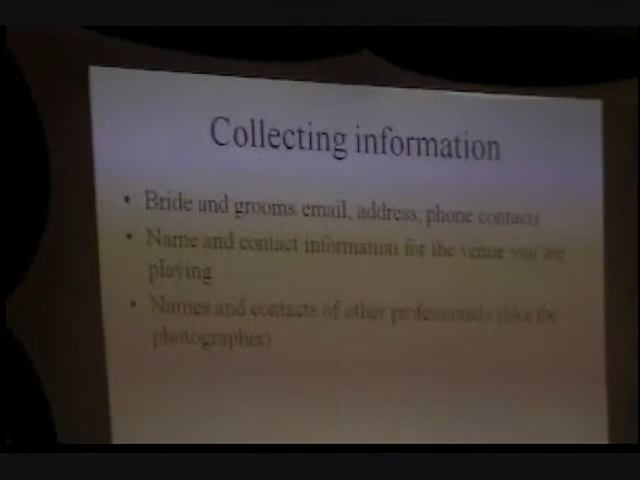 Collecting information
• Bride and grooms email, address, phone contacts
• Name and contact information for the venue you are
playing
• Names and contacts of other professionals (like the
photographer)